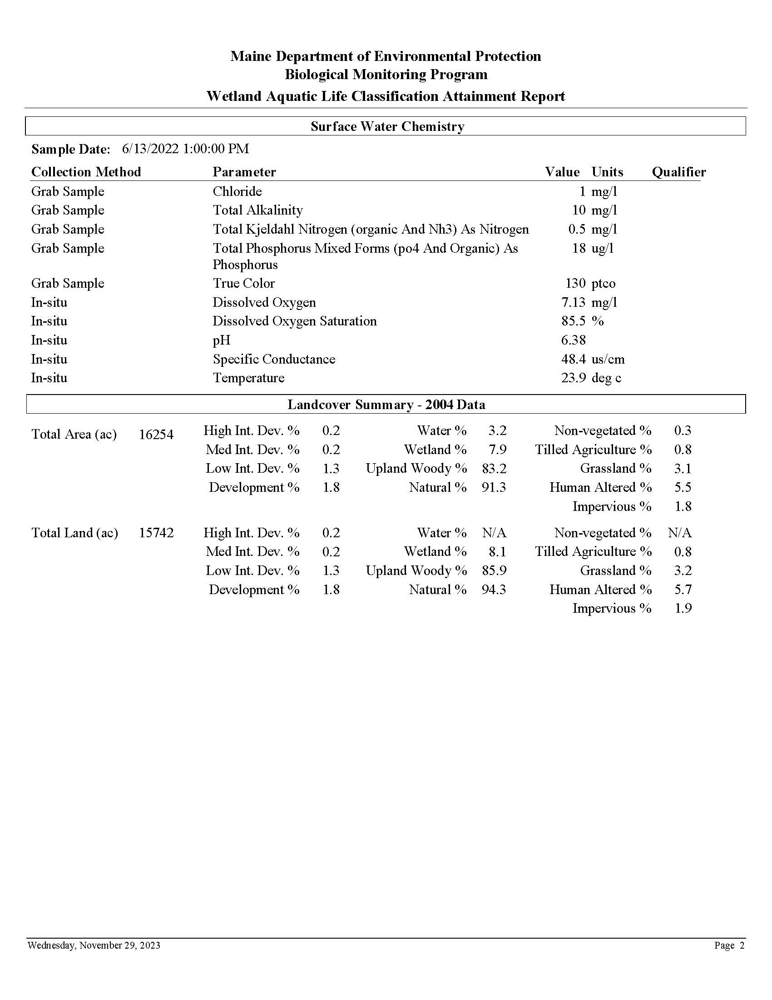 Maine Department of Environmental Protection
Biological Monitoring Program
Wetland Aquatic Life Classification Attainment Report
Surface Water Chemistry
Sample Date: 6/13/2022 1:00:00 PM
Collection Method Parameter Value Units Qualifier
Grab Sample Chloride 1 mg/l
Grab Sample Total Alkalinity 10 mg/l
Grab Sample Total Kjeldahl Nitrogen (organic And Nh3) As Nitrogen 0.5 mg/l
Grab Sample Total Phosphorus Mixed Forms (po4 And Organic) As 18 ug/l
Phosphorus
Grab Sample True Color 130 ptco
In-situ Dissolved Oxygen 7.13 mg/l
In-situ Dissolved Oxygen Saturation 85.5 %
In-situ pH 6.38
In-situ Specific Conductance 48.4 us/cm
In-situ Temperature 23.9 deg c
Landcover Summary - 2004 Data
Total Area (ac) 16254 High Int. Dev. % 0.2 Water % 3.2 Non-vegetated % 0.3
Med Int. Dev. % 0.2 Wetland % 7.9 Tilled Agriculture % 0.8
Low Int. Dev. % 1.3 Upland Woody % 83.2 Grassland % 3.1
Development % 1.8 Natural % 91.3 Human Altered % 5.5
Impervious % 1.8
Total Land (ac) 15742 High Int. Dev. % 0.2 Water % N/A Non-vegetated % N/A
Med Int. Dev. % 0.2 Wetland % 8.1 Tilled Agriculture % 0.8
Low Int. Dev. % 1.3 Upland Woody % 85.9 Grassland % 3.2
Development % 1.8 Natural % 94.3 Human Altered % 5.7
Impervious % 1.9
Wednesday, November 29, 2023 Page 2